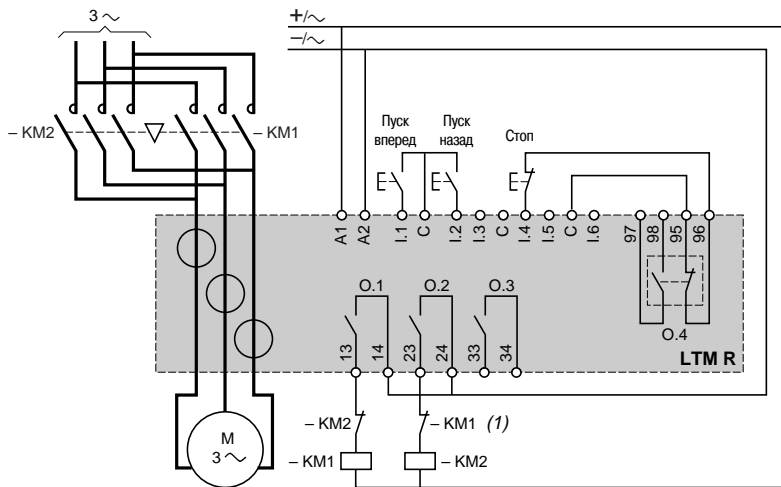 3 ∼
+/∼
−/∼
– KM2
– KM1
Пуск вперед
Пуск назад
Стоп
A1
A2
I.1
C
I.2
I.3
C
I.4
I.5
C
I.6
97
98
95
96
O.1
O.2
O.3
O.4
13
14
23
24
33
34
LTM R
M
3 ∼
– KM2
– KM1 (1)
– KM1
– KM2